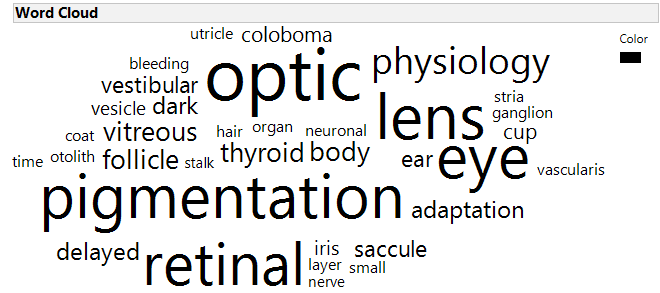 Word Cloud
utricle coloboma
Color
bleeding optic physiology
vestibular
vesicle dark lens stria
ganglion
coat vitreous hair organ neuronal cup
time otolith follicle stalk thyroid body ear eye vascularis
pigmentation adaptation
delayed retinal iris saccule
layer small
nerve